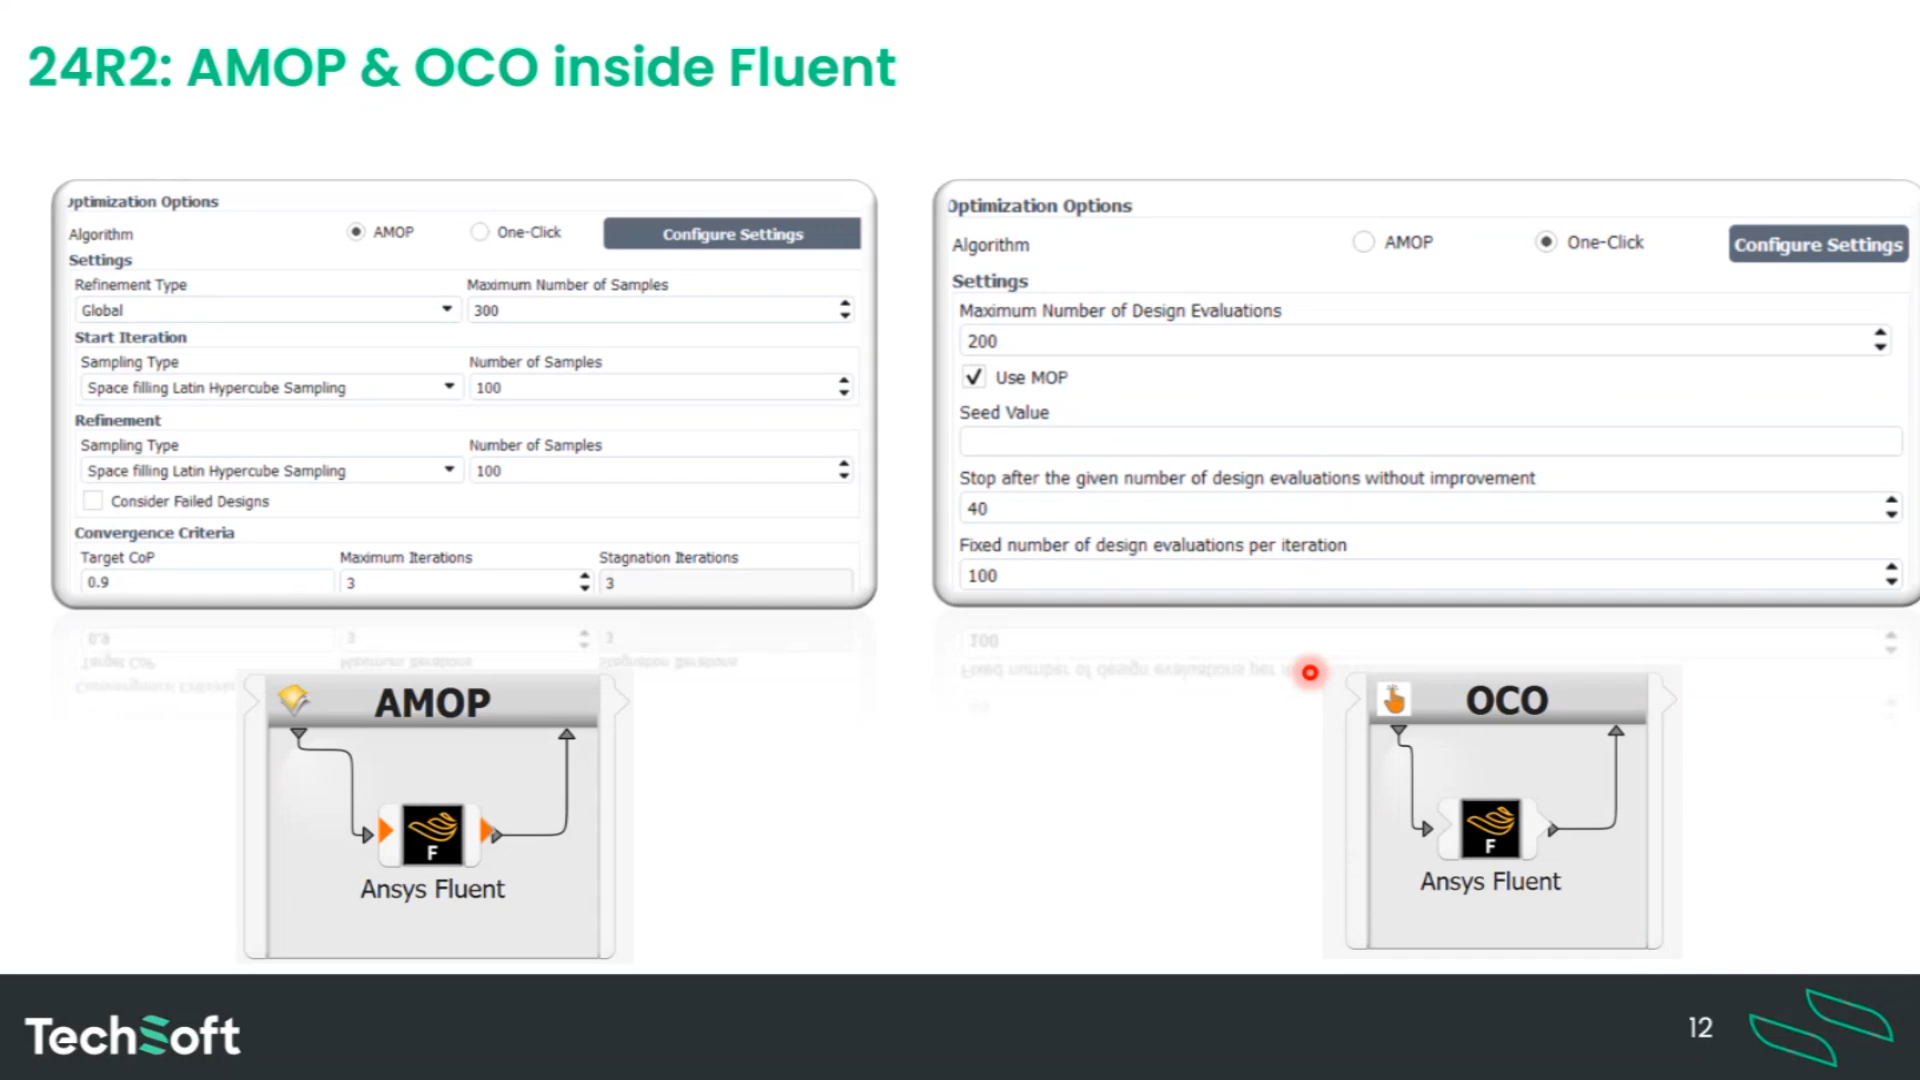 24R2: AMOP & OCO inside Fluent
ptimization Options
Algorithm
AMOP
One-Click
Configure Settings
Settings
Refinement Type
Maximum Number of Samples
Global
300
Start Iteration
Sampling Type
Number of Samples
Space filling Latin Hypercube Sampling
100
Refinement
Sampling Type
Number of Samples
Space filling Latin Hypercube Sampling
100
Consider Failed Designs
Convergence Criteria
Target CoP
Maximum Iterations
Stagnation Iterations
0.9
3
3
Optimization Options
Algorithm
AMOP
One-Click
Configure Settings
Settings
Maximum Number of Design Evaluations
200
Use MOP
Seed Value
Stop after the given number of design evaluations without improvement
40
Fixed number of design evaluations per iteration
100
AMOP
F
Ansys Fluent
OCO
F
Ansys Fluent
TechSoft
12